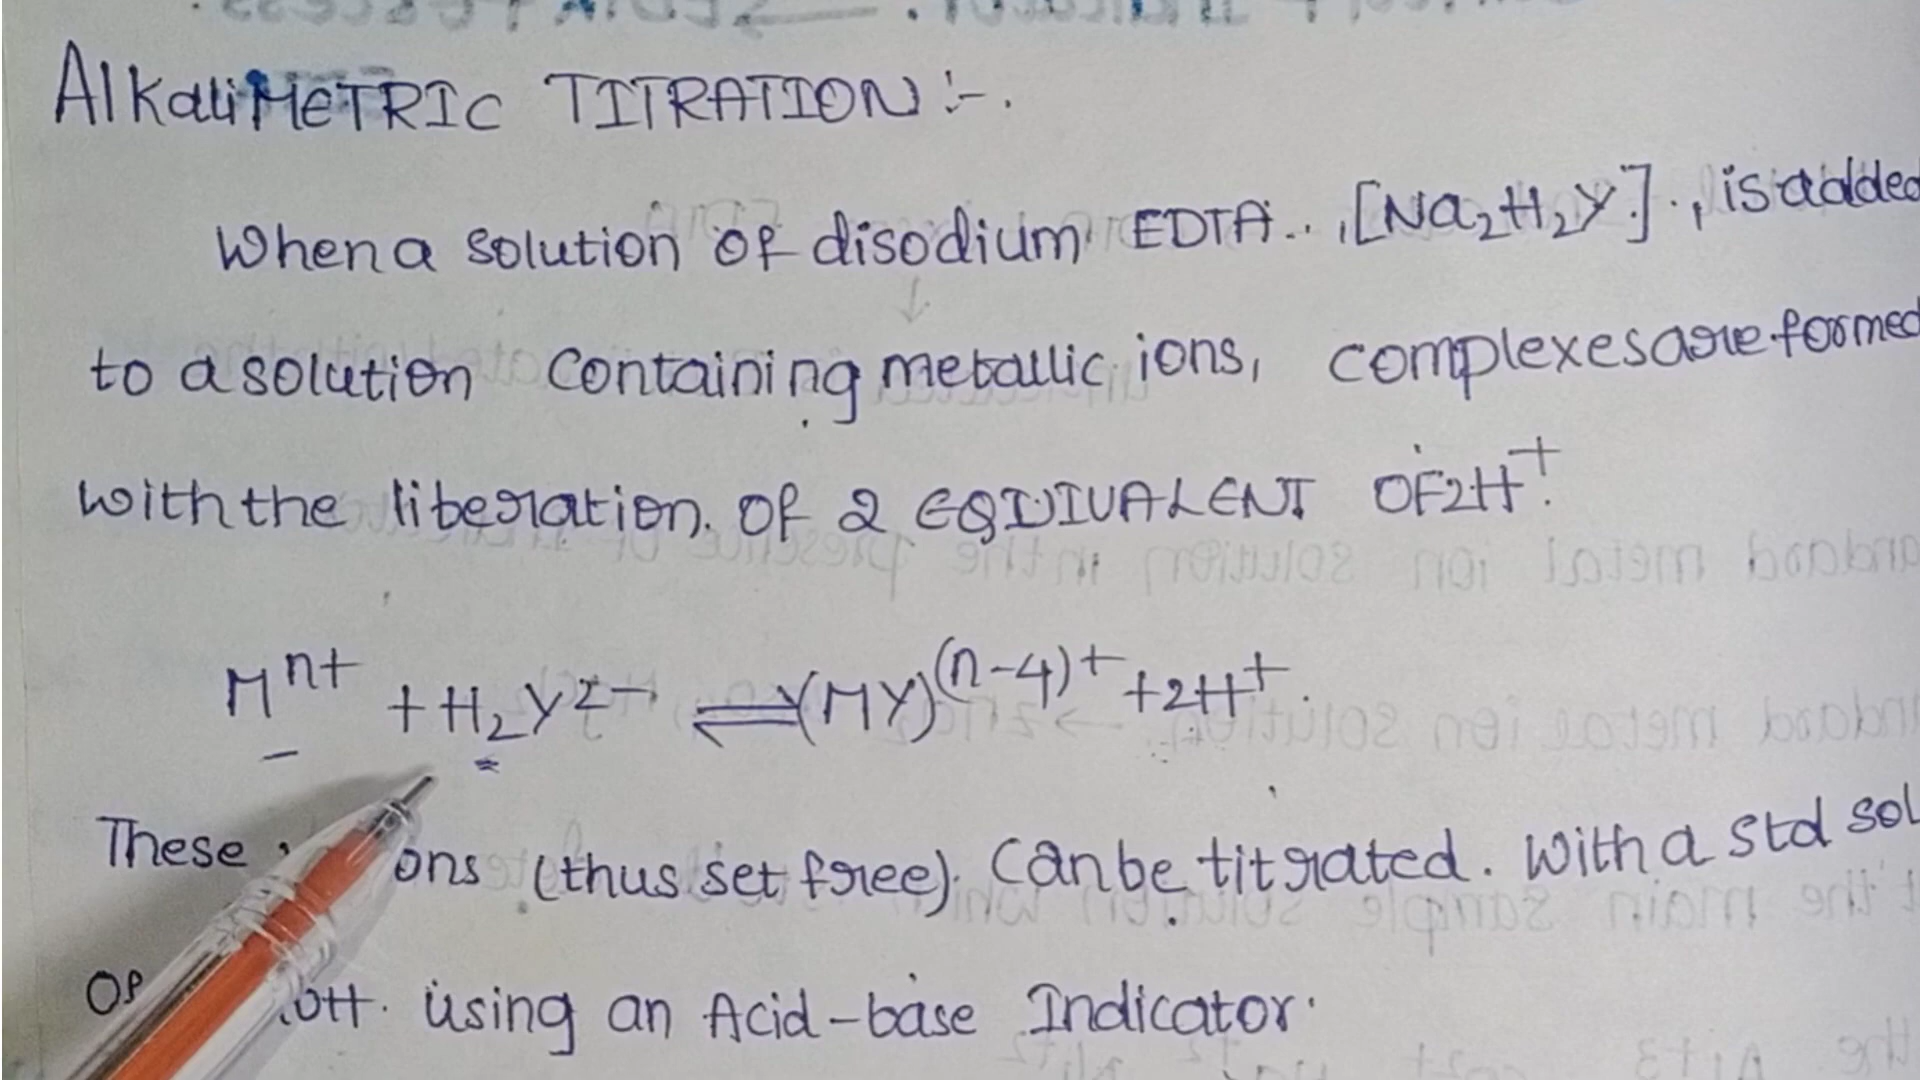 AlkaliMETRIC TITRATION :-.
When a solution of disodium EDTA.., [Na₂H₂Y]., is added
to a solution containing metallic ions, complexes are formed
with the liberation of 2 EQUIVALENT OF 2H⁺.
Mⁿ⁺ + H₂Y²⁻ ⇌ (MY)⁽ⁿ⁻⁴⁾⁺ + 2H⁺.
These ions (thus set free). Can be titrated. With a std sol
OF using an Acid-base Indicator.